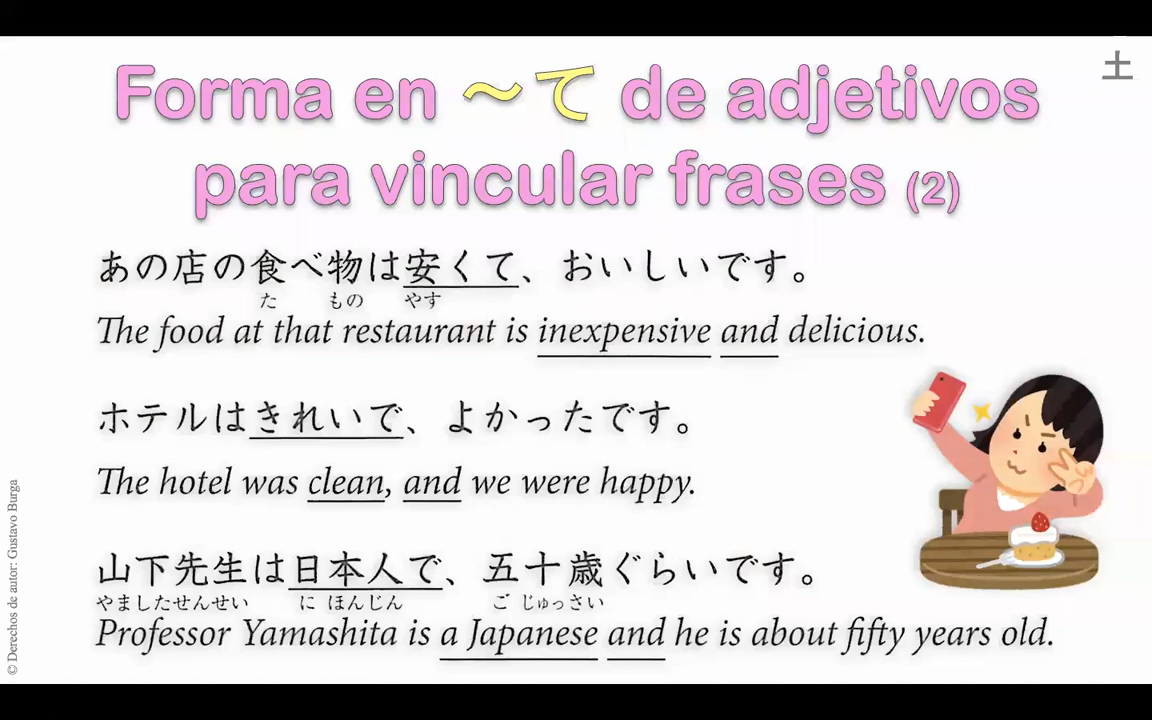 土
Forma en ～て de adjetivos
para vincular frases (2)
あの店の食べ物は安くて、おいしいです。
た もの やす
The food at that restaurant is inexpensive and delicious.
ホテルはきれいで、よかったです。
The hotel was clean, and we were happy.
山下先生は日本人で、五十歳ぐらいです。
やましたせんせい に ほんじん ご じゅっさい
Professor Yamashita is a Japanese and he is about fifty years old.
© Derechos de autor: Gustavo Burga